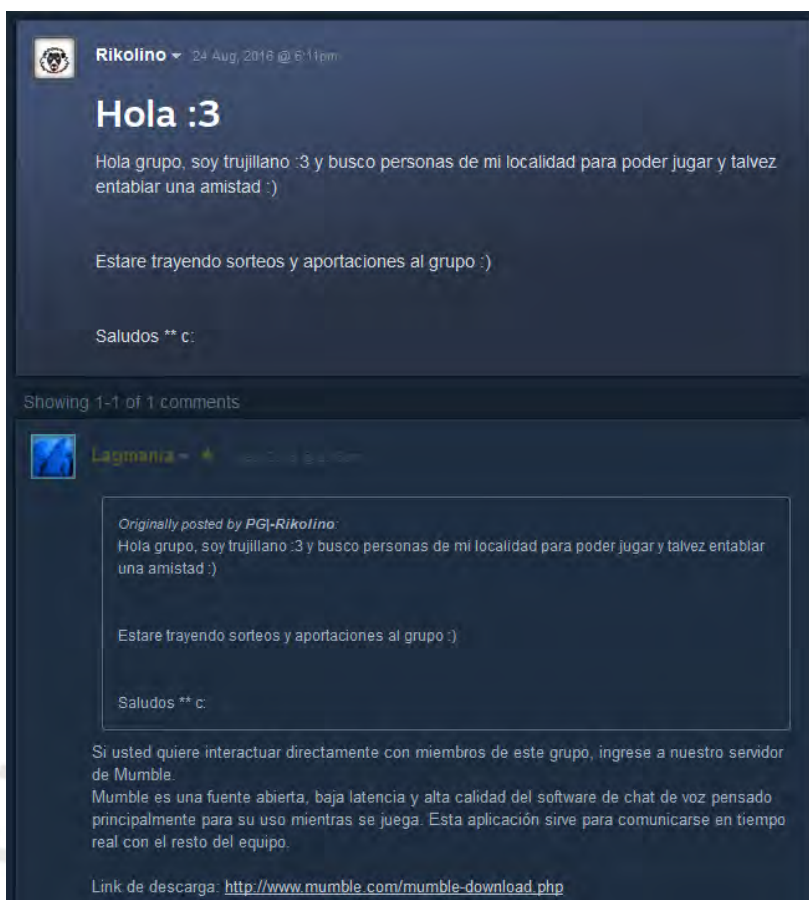 Rikolino
24 Aug, 2016 @ 6:11pm
Hola :3
Hola grupo, soy trujillano :3 y busco personas de mi localidad para poder jugar y talvez
entablar una amistad :)
Estare trayendo sorteos y aportaciones al grupo :)
Saludos ** c:
Showing 1-1 of 1 comments
Lagmania
Originally posted by PG|-Rikolino:
Hola grupo, soy trujillano :3 y busco personas de mi localidad para poder jugar y talvez entablar
una amistad :)
Estare trayendo sorteos y aportaciones al grupo :)
Saludos ** c:
Si usted quiere interactuar directamente con miembros de este grupo, ingrese a nuestro servidor
de Mumble.
Mumble es una fuente abierta, baja latencia y alta calidad del software de chat de voz pensado
principalmente para su uso mientras se juega. Esta aplicación sirve para comunicarse en tiempo
real con el resto del equipo.
Link de descarga: http://www.mumble.com/mumble-download.php